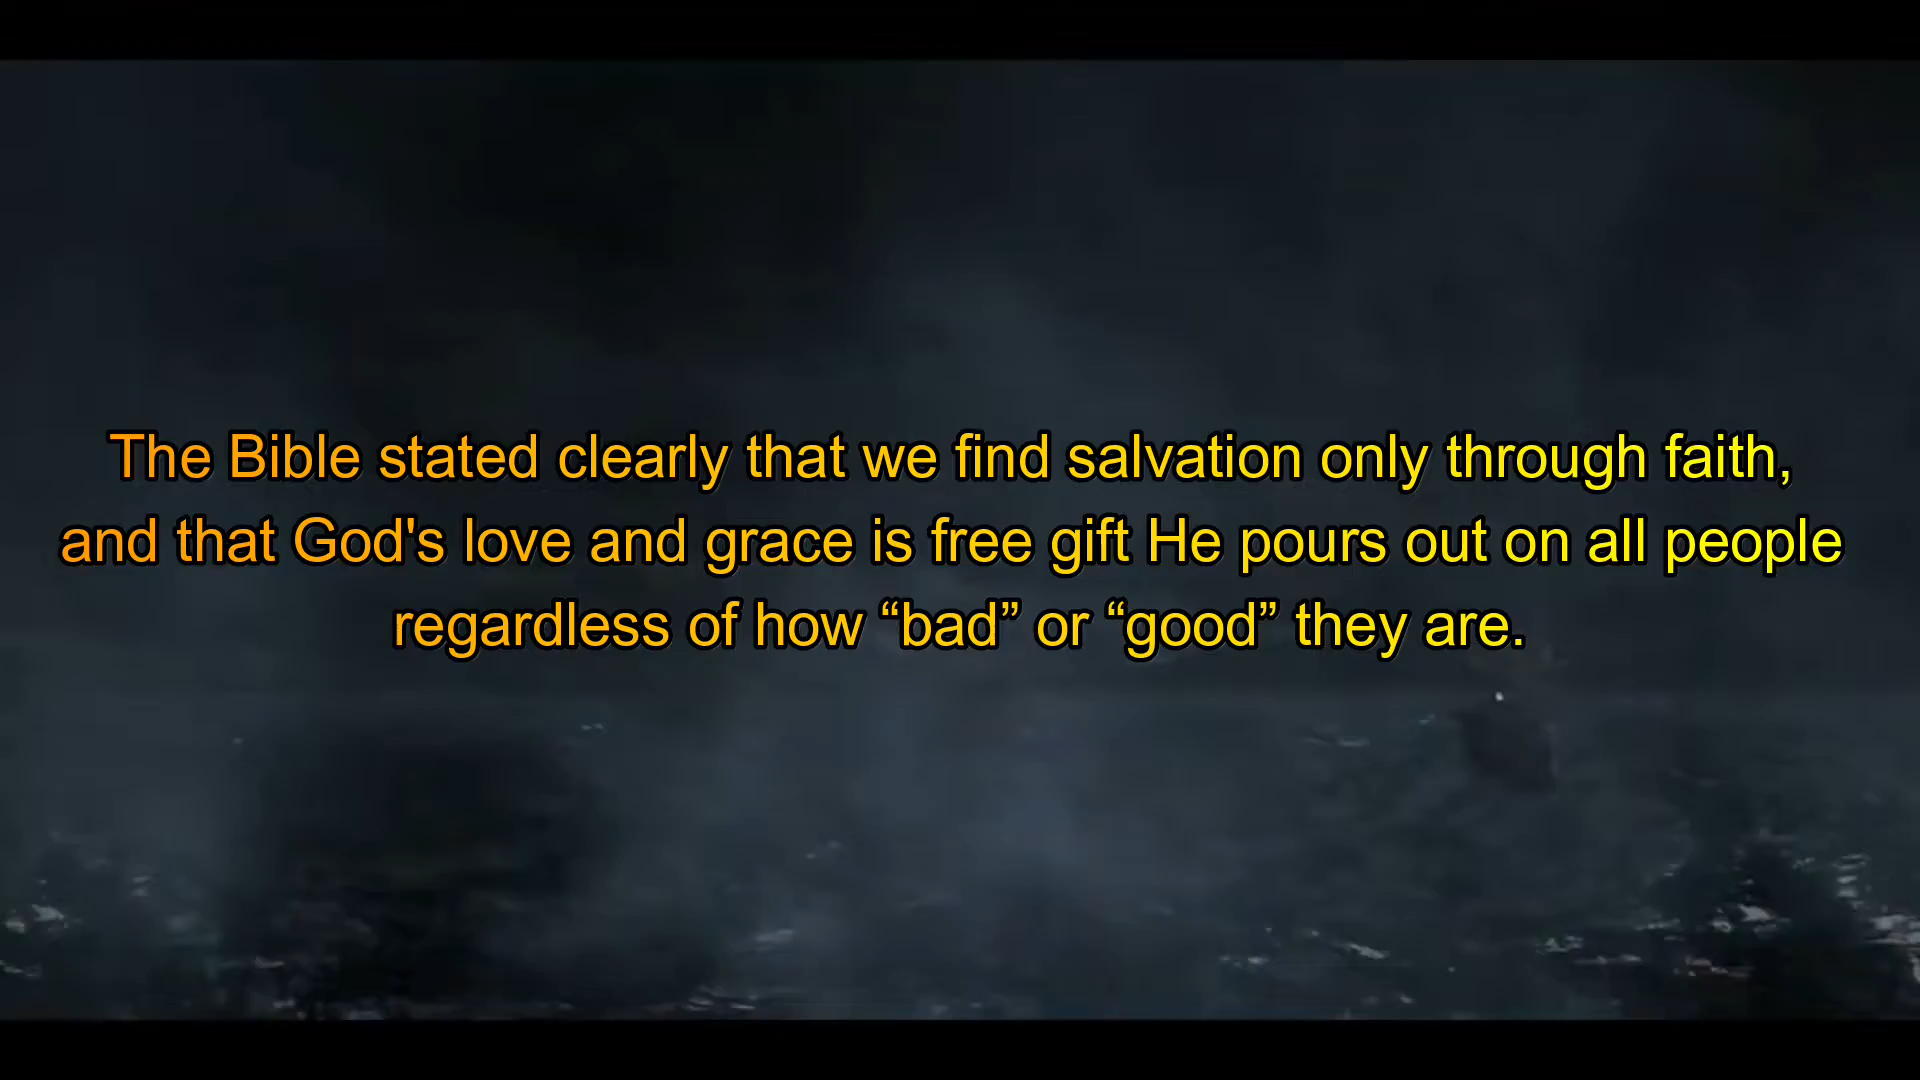 The Bible stated clearly that we find salvation only through faith,
and that God's love and grace is free gift He pours out on all people
regardless of how “bad” or “good” they are.